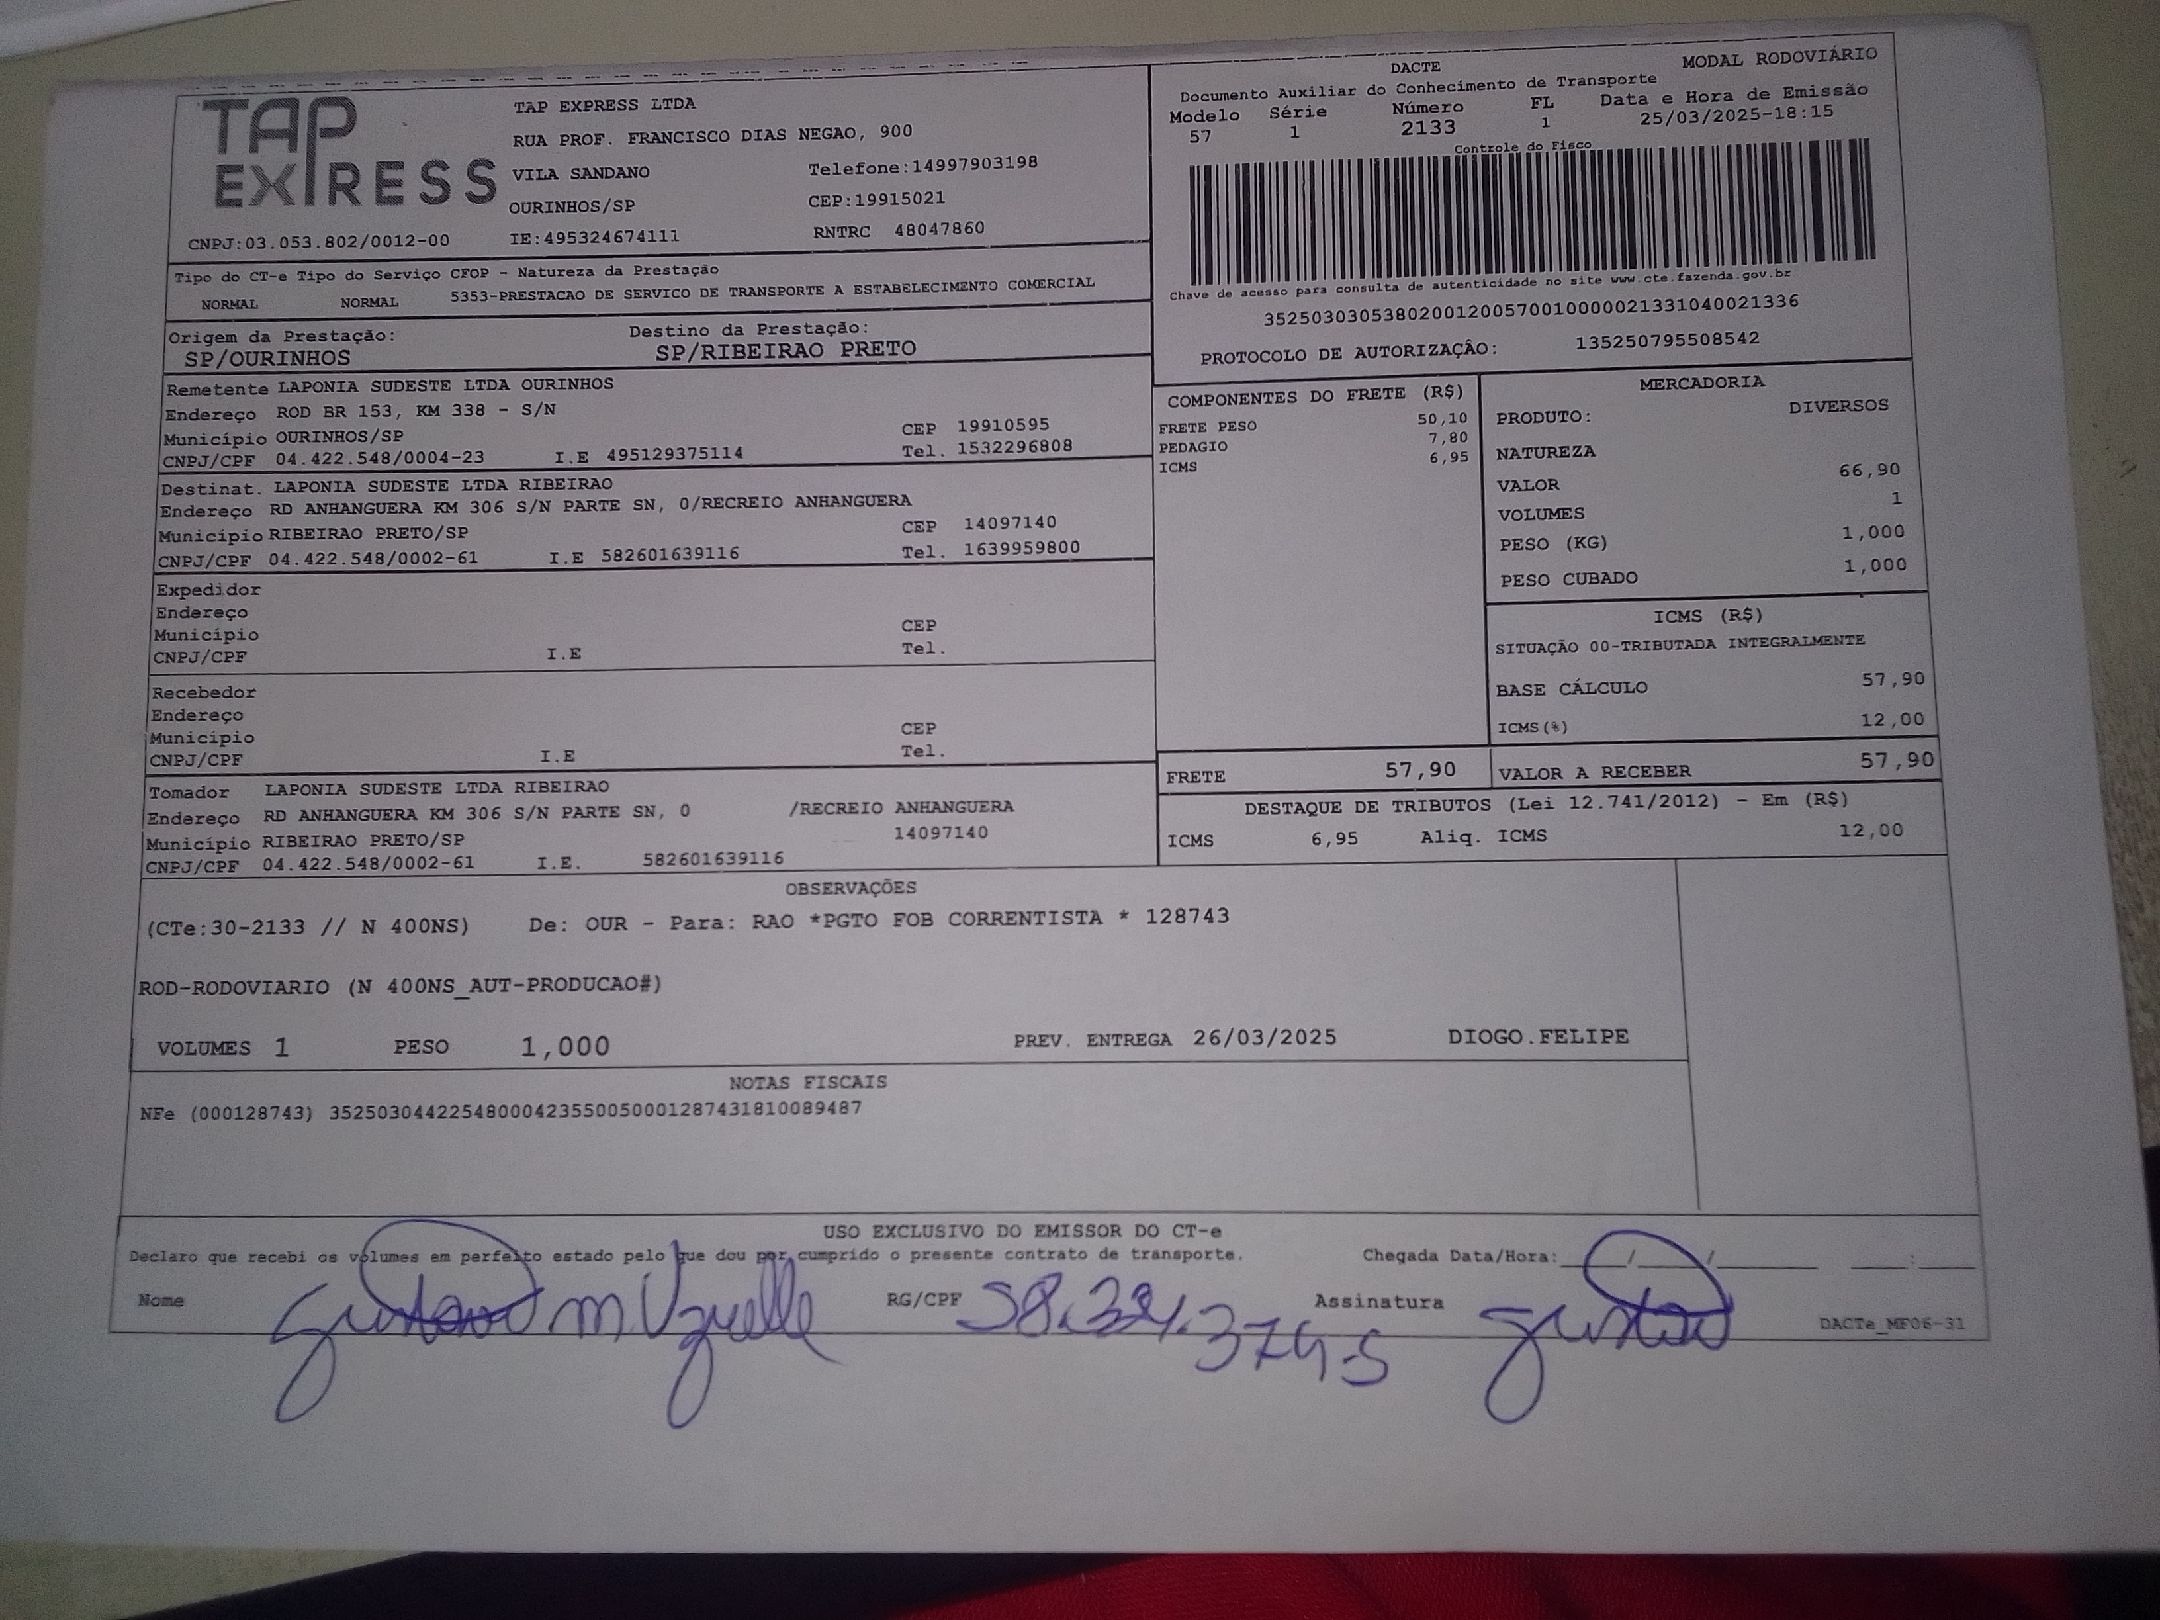 TAP EXPRESS
TAP EXPRESS LTDA
RUA PROF. FRANCISCO DIAS NEGAO, 900
VILA SANDANO Telefone:14997903198
OURINHOS/SP CEP:19915021
CNPJ:03.053.802/0012-00 IE:495324674111 RNTRC 48047860
DACTE MODAL RODOVIÁRIO
Documento Auxiliar do Conhecimento de Transporte
Modelo Série Número FL Data e Hora de Emissão
57 1 2133 1 25/03/2025-18:15
Controle do Fisco
Chave de acesso para consulta de autenticidade no site www.cte.fazenda.gov.br
35250303053802001200570010000021331040021336
PROTOCOLO DE AUTORIZAÇÃO: 135250795508542
Tipo do CT-e Tipo do Serviço CFOP - Natureza da Prestação
NORMAL NORMAL 5353-PRESTACAO DE SERVICO DE TRANSPORTE A ESTABELECIMENTO COMERCIAL
Origem da Prestação: Destino da Prestação:
SP/OURINHOS SP/RIBEIRAO PRETO
Remetente LAPONIA SUDESTE LTDA OURINHOS
Endereço ROD BR 153, KM 338 - S/N
Município OURINHOS/SP CEP 19910595
CNPJ/CPF 04.422.548/0004-23 I.E 495129375114 Tel. 1532296808
Destinat. LAPONIA SUDESTE LTDA RIBEIRAO
Endereço RD ANHANGUERA KM 306 S/N PARTE SN, 0/RECREIO ANHANGUERA
Município RIBEIRAO PRETO/SP CEP 14097140
CNPJ/CPF 04.422.548/0002-61 I.E 582601639116 Tel. 1639959800
Expedidor
Endereço
Município CEP
CNPJ/CPF I.E Tel.
Recebedor
Endereço
Município CEP
CNPJ/CPF I.E Tel.
Tomador LAPONIA SUDESTE LTDA RIBEIRAO
Endereço RD ANHANGUERA KM 306 S/N PARTE SN, 0 /RECREIO ANHANGUERA
Município RIBEIRAO PRETO/SP 14097140
CNPJ/CPF 04.422.548/0002-61 I.E. 582601639116
COMPONENTES DO FRETE (R$)
FRETE PESO 50,10
PEDAGIO 7,80
ICMS 6,95
MERCADORIA
PRODUTO: DIVERSOS
NATUREZA
VALOR 66,90
VOLUMES 1
PESO (KG) 1,000
PESO CUBADO 1,000
ICMS (R$)
SITUAÇÃO 00-TRIBUTADA INTEGRALMENTE
BASE CÁLCULO 57,90
ICMS(%) 12,00
FRETE 57,90 VALOR A RECEBER 57,90
DESTAQUE DE TRIBUTOS (Lei 12.741/2012) - Em (R$)
ICMS 6,95 Aliq. ICMS 12,00
OBSERVAÇÕES
(CTe:30-2133 // N 400NS) De: OUR - Para: RAO *PGTO FOB CORRENTISTA * 128743
ROD-RODOVIARIO (N 400NS_AUT-PRODUCAO#)
VOLUMES 1 PESO 1,000 PREV. ENTREGA 26/03/2025 DIOGO.FELIPE
NOTAS FISCAIS
NFe (000128743) 35250304422548000423550050001287431810089487
USO EXCLUSIVO DO EMISSOR DO CT-e
Declaro que recebi os volumes em perfeito estado pelo que dou por cumprido o presente contrato de transporte. Chegada Data/Hora: ____/____/______ ___:___
Nome Gustavo M. RG/CPF Assinatura Gustavo DACTe_MF06-31